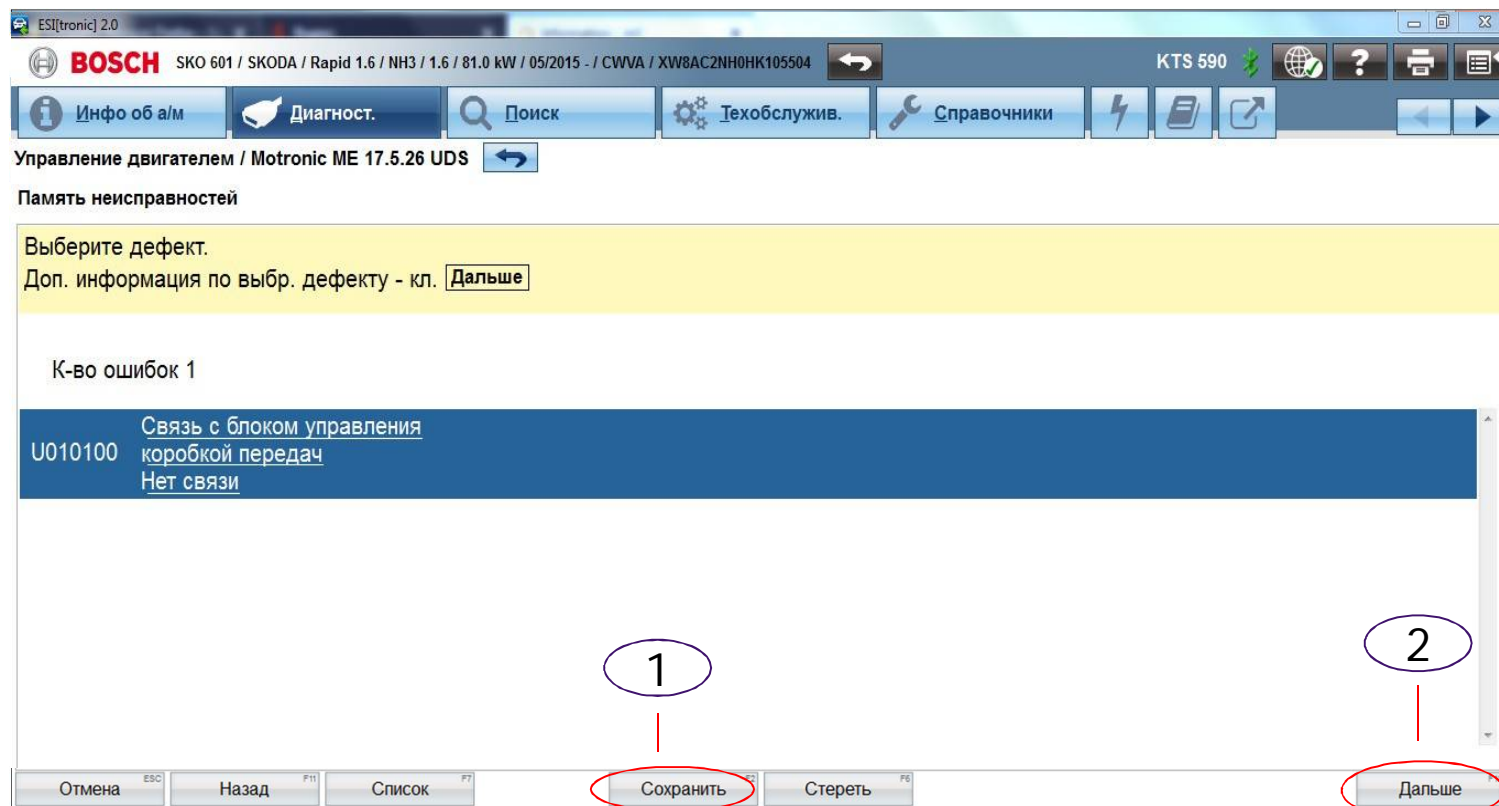 ESI[tronic] 2.0
BOSCH SKO 601 / SKODA / Rapid 1.6 / NH3 / 1.6 / 81.0 kW / 05/2015 - / CWVA / XW8AC2NH0HK105504 KTS 590 ?
Инфо об а/м Диагност. Поиск Техобслужив. Справочники
Управление двигателем / Motronic ME 17.5.26 UDS
Память неисправностей
Выберите дефект.
Доп. информация по выбр. дефекту - кл. Дальше
К-во ошибок 1
Связь с блоком управления
U010100 коробкой передач
Нет связи
1
2
Отмена ESC Назад F11 Список F7 Сохранить F2 Стереть F6 Дальше